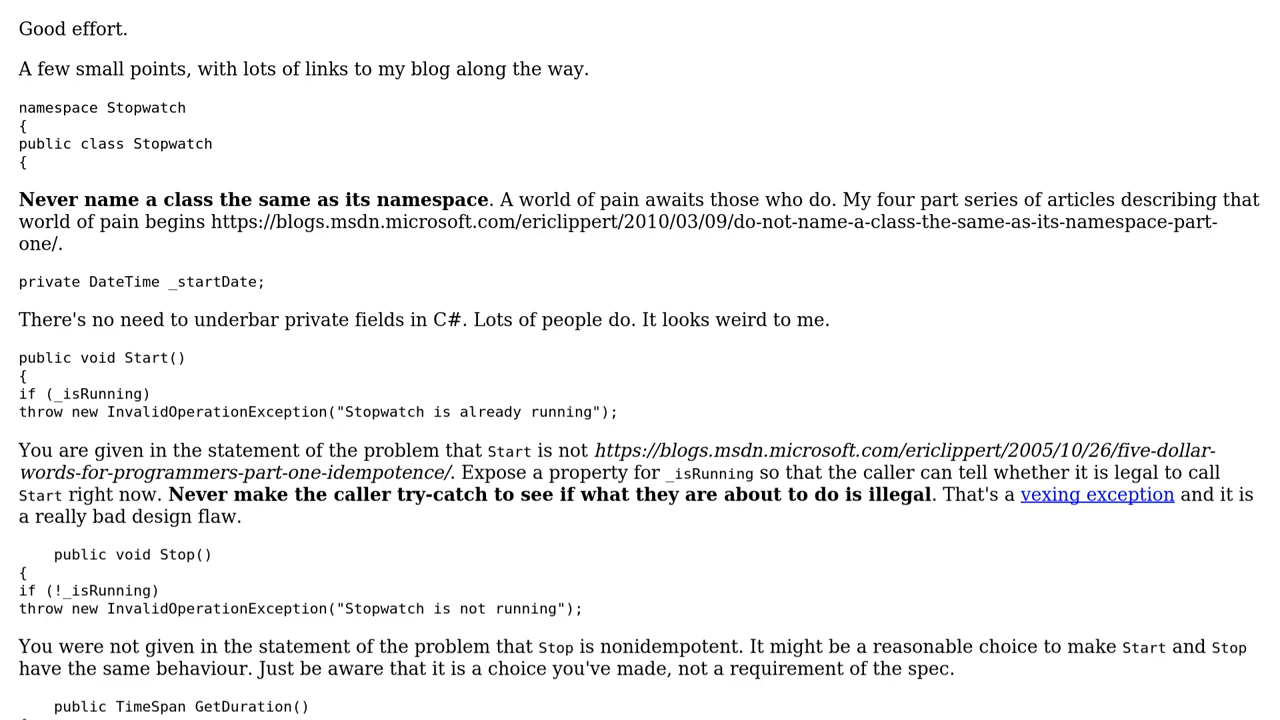 Good effort.
A few small points, with lots of links to my blog along the way.
namespace Stopwatch
{
public class Stopwatch
{
Never name a class the same as its namespace. A world of pain awaits those who do. My four part series of articles describing that
world of pain begins https://blogs.msdn.microsoft.com/ericlippert/2010/03/09/do-not-name-a-class-the-same-as-its-namespace-part-
one/.
private DateTime _startDate;
There's no need to underbar private fields in C#. Lots of people do. It looks weird to me.
public void Start()
{
if (_isRunning)
throw new InvalidOperationException("Stopwatch is already running");
You are given in the statement of the problem that Start is not https://blogs.msdn.microsoft.com/ericlippert/2005/10/26/five-dollar-
words-for-programmers-part-one-idempotence/. Expose a property for _isRunning so that the caller can tell whether it is legal to call
Start right now. Never make the caller try-catch to see if what they are about to do is illegal. That's a vexing exception and it is
a really bad design flaw.
    public void Stop()
{
if (!_isRunning)
throw new InvalidOperationException("Stopwatch is not running");
You were not given in the statement of the problem that Stop is nonidempotent. It might be a reasonable choice to make Start and Stop
have the same behaviour. Just be aware that it is a choice you've made, not a requirement of the spec.
    public TimeSpan GetDuration()